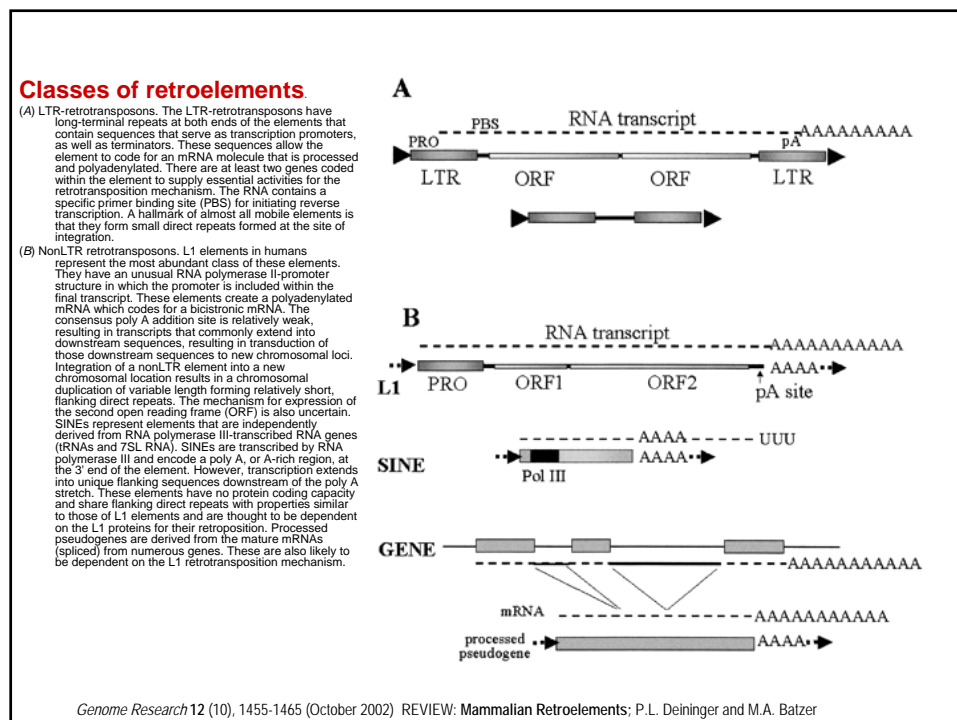 Classes of retroelements.
(A) LTR-retrotransposons. The LTR-retrotransposons have
long-terminal repeats at both ends of the elements that
contain sequences that serve as transcription promoters,
as well as terminators. These sequences allow the
element to code for an mRNA molecule that is processed
and polyadenylated. There are at least two genes coded
within the element to supply essential activities for the
retrotransposition mechanism. The RNA contains a
specific primer binding site (PBS) for initiating reverse
transcription. A hallmark of almost all mobile elements is
that they form small direct repeats formed at the site of
integration.
(B) NonLTR retrotransposons. L1 elements in humans
represent the most abundant class of these elements.
They have an unusual RNA polymerase II-promoter
structure in which the promoter is included within the
final transcript. These elements create a polyadenylated
mRNA which codes for a bicistronic mRNA. The
consensus poly A addition site is relatively weak,
resulting in transcripts that commonly extend into
downstream sequences, resulting in transduction of
those downstream sequences to new chromosomal loci.
Integration of a nonLTR element into a new
chromosomal location results in a chromosomal
duplication of variable length forming relatively short,
flanking direct repeats. The mechanism for expression of
the second open reading frame (ORF) is also uncertain.
SINEs represent elements that are independently
derived from RNA polymerase III-transcribed RNA genes
(tRNAs and 7SL RNA). SINEs are transcribed by RNA
polymerase III and encode a poly A, or A-rich region, at
the 3' end of the element. However, transcription extends
into unique flanking sequences downstream of the poly A
stretch. These elements have no protein coding capacity
and share flanking direct repeats with properties similar
to those of L1 elements and are thought to be dependent
on the L1 proteins for their retroposition. Processed
pseudogenes are derived from the mature mRNAs
(spliced) from numerous genes. These are also likely to
be dependent on the L1 retrotransposition mechanism.
A
PBS RNA transcript AAAAAAAAA
PRO pA
LTR ORF ORF LTR
B
RNA transcript
AAAAAAAAAAA
AAAA
L1 PRO ORF1 ORF2 pA site
AAAA UUU
SINE AAAA
Pol III
GENE
AAAAAAAAAAA
mRNA AAAAAAAAAAA
processed pseudogene AAAA
Genome Research 12 (10), 1455-1465 (October 2002) REVIEW: Mammalian Retroelements; P.L. Deininger and M.A. Batzer